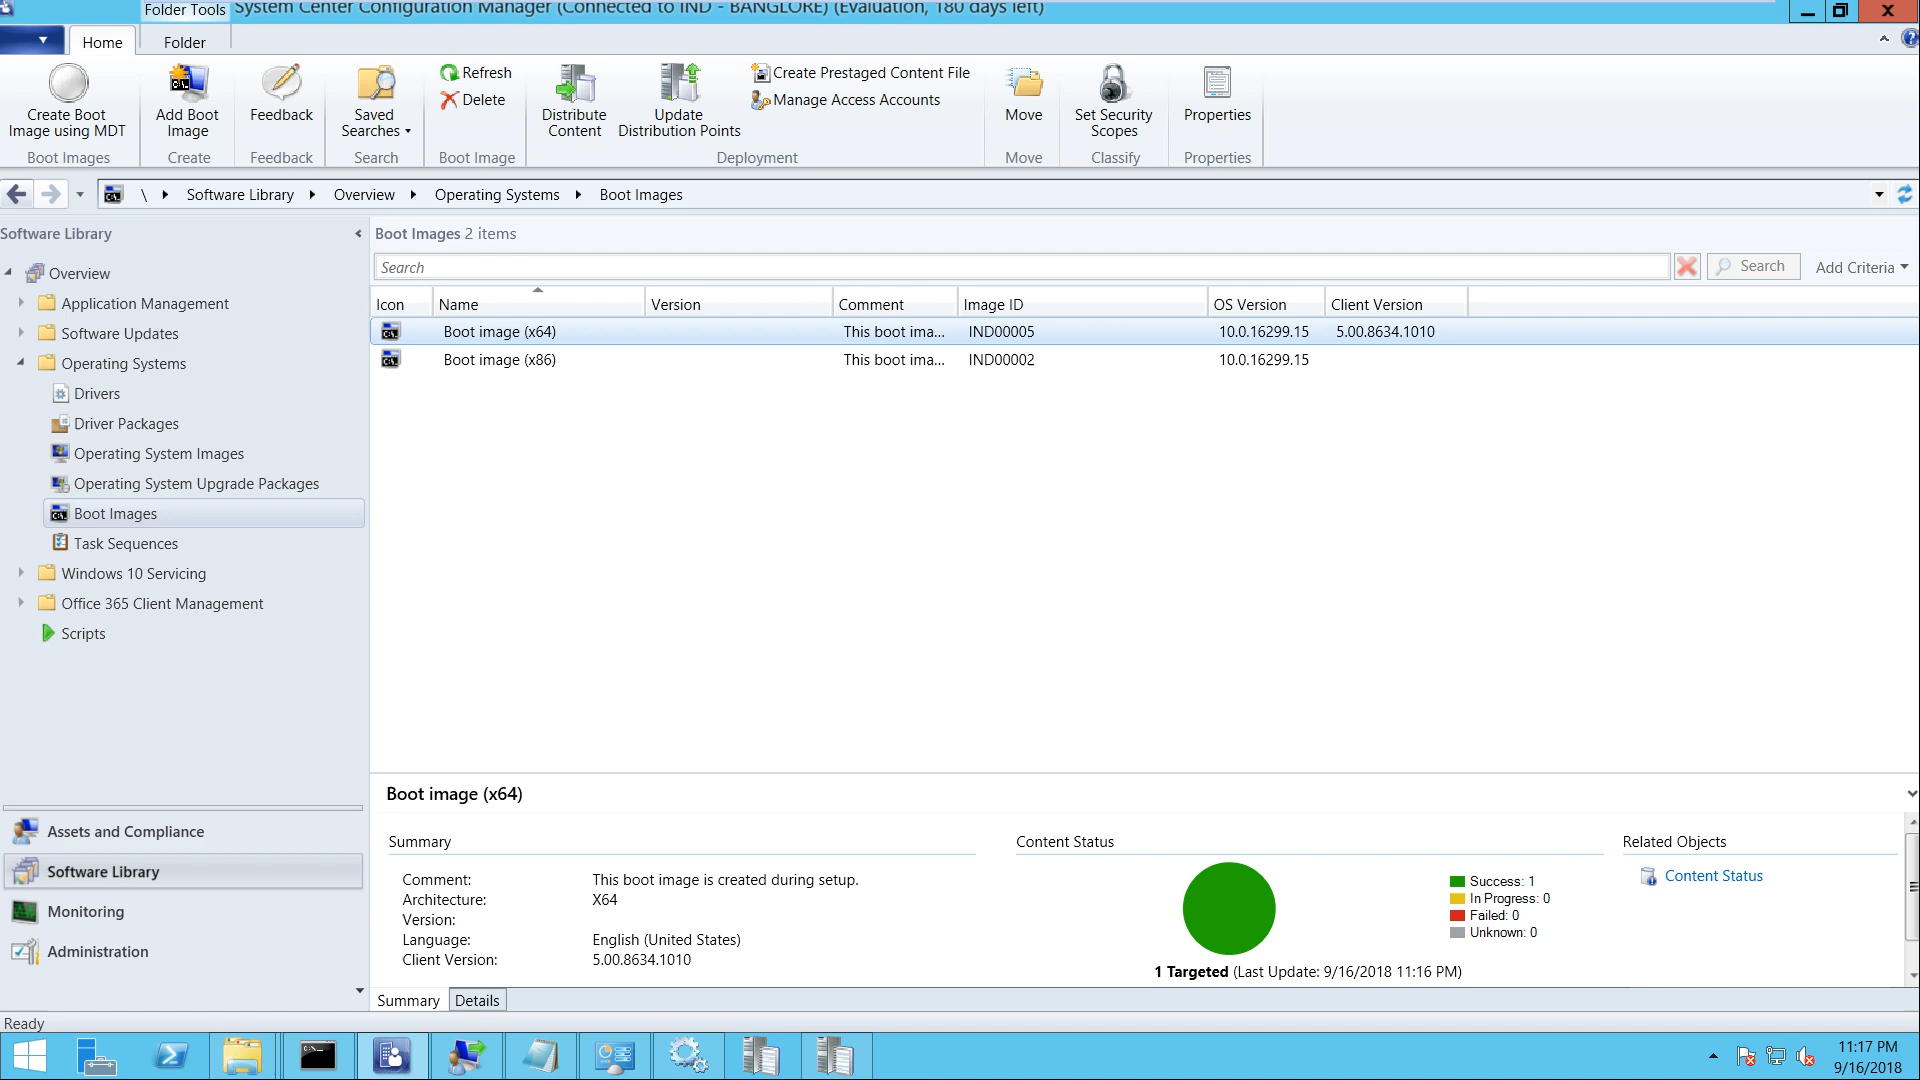 Folder Tools
System Center Configuration Manager (Connected to IND - BANGLORE) (Evaluation, 180 days left)
Home
Folder
Create Boot
Image using MDT
Boot Images
Add Boot
Image
Create
Feedback
Feedback
Saved
Searches
Search
Refresh
Delete
Boot Image
Distribute
Content
Update
Distribution Points
Create Prestaged Content File
Manage Access Accounts
Deployment
Move
Move
Set Security
Scopes
Classify
Properties
Properties
\ Software Library Overview Operating Systems Boot Images
Software Library
Overview
Application Management
Software Updates
Operating Systems
Drivers
Driver Packages
Operating System Images
Operating System Upgrade Packages
Boot Images
Task Sequences
Windows 10 Servicing
Office 365 Client Management
Scripts
Assets and Compliance
Software Library
Monitoring
Administration
Boot Images 2 items
Search
Search
Add Criteria
Icon Name Version Comment Image ID OS Version Client Version
Boot image (x64) This boot ima... IND00005 10.0.16299.15 5.00.8634.1010
Boot image (x86) This boot ima... IND00002 10.0.16299.15
Boot image (x64)
Summary
Comment: This boot image is created during setup.
Architecture: X64
Version:
Language: English (United States)
Client Version: 5.00.8634.1010
Content Status
Success: 1
In Progress: 0
Failed: 0
Unknown: 0
1 Targeted (Last Update: 9/16/2018 11:16 PM)
Related Objects
Content Status
Summary
Details
Ready
11:17 PM
9/16/2018